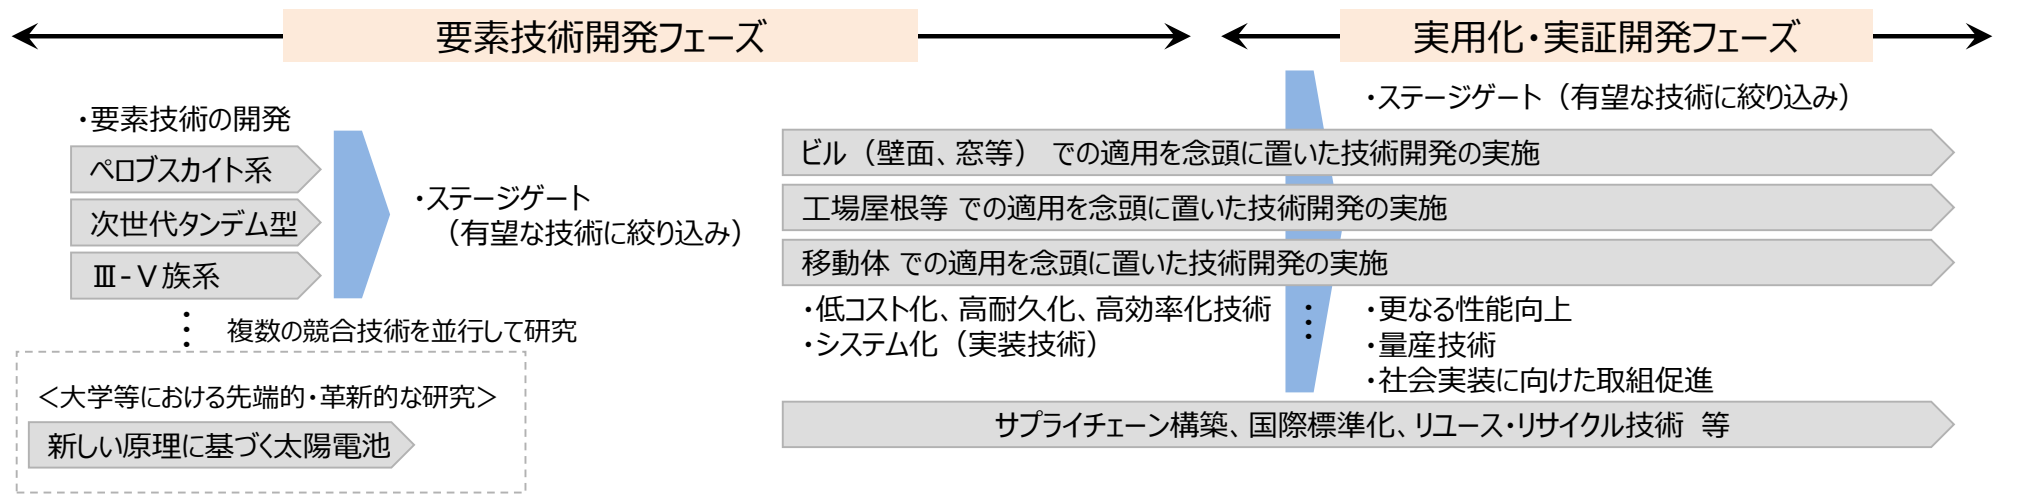 要素技術開発フェーズ
実用化・実証開発フェーズ
・要素技術の開発
ペロブスカイト系
次世代タンデム型
Ⅲ-Ⅴ族系
複数の競合技術を並行して研究
<大学等における先端的・革新的な研究>
新しい原理に基づく太陽電池
・ステージゲート
(有望な技術に絞り込み)
・ステージゲート(有望な技術に絞り込み)
ビル(壁面、窓等) での適用を念頭に置いた技術開発の実施
工場屋根等 での適用を念頭に置いた技術開発の実施
移動体 での適用を念頭に置いた技術開発の実施
・低コスト化、高耐久化、高効率化技術
・システム化(実装技術)
・更なる性能向上
・量産技術
・社会実装に向けた取組促進
サプライチェーン構築、国際標準化、リユース・リサイクル技術 等